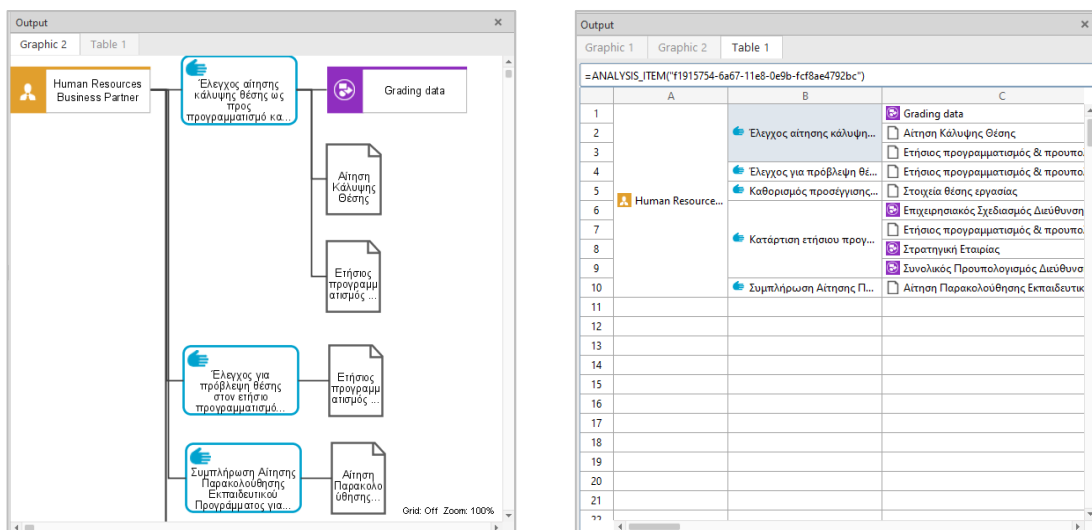 Output
Graphic 2
Table 1
Human Resources
Business Partner
Έλεγχος αίτησης
κάλυψης θέσης ως
προς
προγραμματισμό κα...
Grading data
Αίτηση
Κάλυψης
Θέσης
Ετήσιος
προγραμμ
ατισμός ...
Έλεγχος για
πρόβλεψη θέσης
στον ετήσιο
προγραμματισμό...
Ετήσιος
προγραμμ
ατισμός ...
Συμπλήρωση Αίτησης
Παρακολούθησης
Εκπαιδευτικού
Προγράμματος για...
Αίτηση
Παρακολο
ύθησης...
Grid: Off Zoom: 100%
Output
Graphic 1
Graphic 2
Table 1
=ANALYSIS_ITEM("f1915754-6a67-11e8-0e9b-fcf8ae4792bc")
A B C
1 Grading data
2 Έλεγχος αίτησης κάλυψη... Αίτηση Κάλυψης Θέσης
3 Ετήσιος προγραμματισμός & προυπο
4 Έλεγχος για πρόβλεψη θέ... Ετήσιος προγραμματισμός & προυπο
5 Human Resource... Καθορισμός προσέγγισης... Στοιχεία θέσης εργασίας
6 Επιχειρησιακός Σχεδιασμός Διεύθυνση
7 Κατάρτιση ετήσιου προγ... Ετήσιος προγραμματισμός & προυπο
8 Στρατηγική Εταιρίας
9 Συνολικός Προυπολογισμός Διεύθυνσ
10 Συμπλήρωση Αίτησης Π... Αίτηση Παρακολούθησης Εκπαιδευτικ
11
12
13
14
15
16
17
18
19
20
21
22